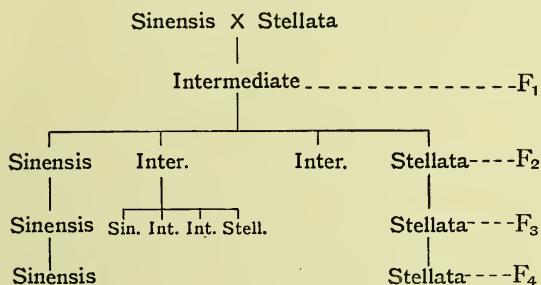 Sinensis X Stellata
Intermediate - - - - - - - - - - - - - - F₁
Sinensis Inter. Inter. Stellata - - - - F₂
Sin. Int. Int. Stell.
Sinensis Stellata - - - - F₃
Sinensis Stellata - - - - F₄